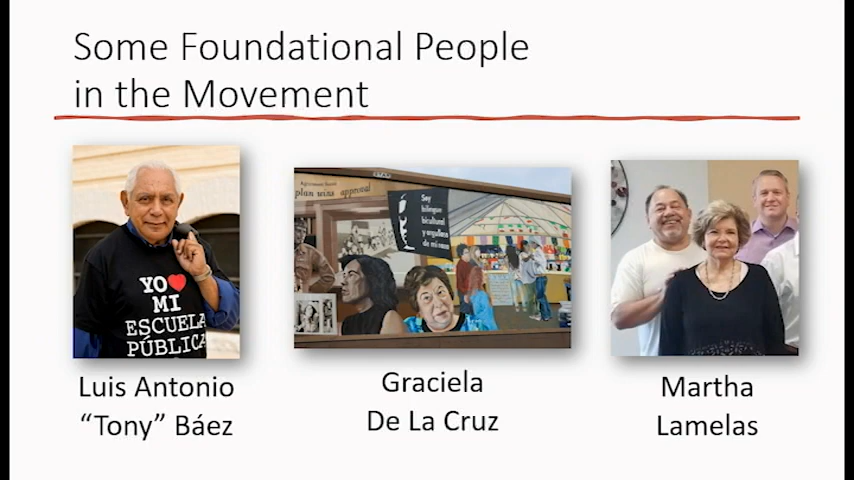 Some Foundational People
in the Movement
YO
MI
ESCUELA
PÚBLICA
plan wins approval
Soy
bilingüe
bicultural
y orgullosa
de mi raza
Luis Antonio
“Tony” Báez
Graciela
De La Cruz
Martha
Lamelas